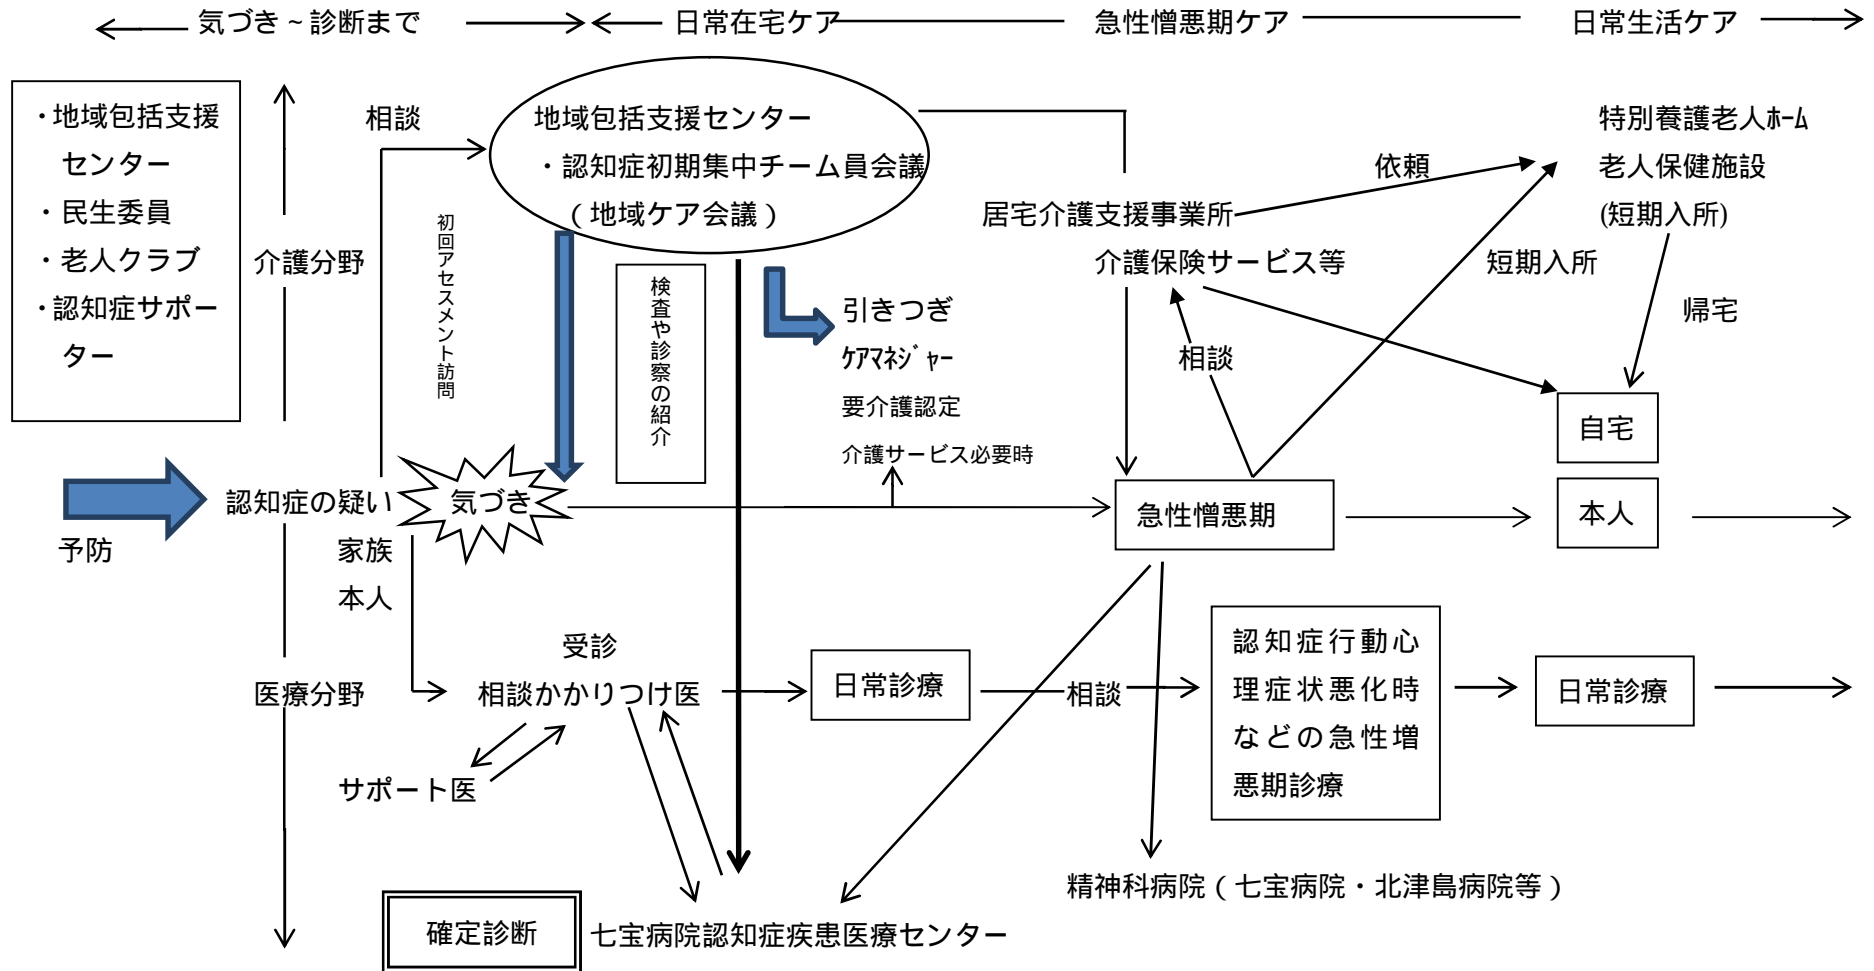 気づき～診断まで
日常在宅ケア
急性憎悪期ケア
日常生活ケア
・地域包括支援
センター
・民生委員
・老人クラブ
・認知症サポー
ター
介護分野
相談
初回アセスメント訪問
地域包括支援センター
・認知症初期集中チーム員会議
（地域ケア会議）
検査や診察の紹介
引きつぎ
ｹｱﾏﾈｼﾞｬｰ
要介護認定
介護サービス必要時
居宅介護支援事業所
介護保険サービス等
相談
依頼
短期入所
特別養護老人ﾎｰﾑ
老人保健施設
(短期入所)
帰宅
自宅
予防
認知症の疑い
気づき
家族
本人
急性憎悪期
本人
医療分野
受診
相談かかりつけ医
サポート医
日常診療
相談
認知症行動心
理症状悪化時
などの急性増
悪期診療
日常診療
精神科病院（七宝病院・北津島病院等）
確定診断
七宝病院認知症疾患医療センター